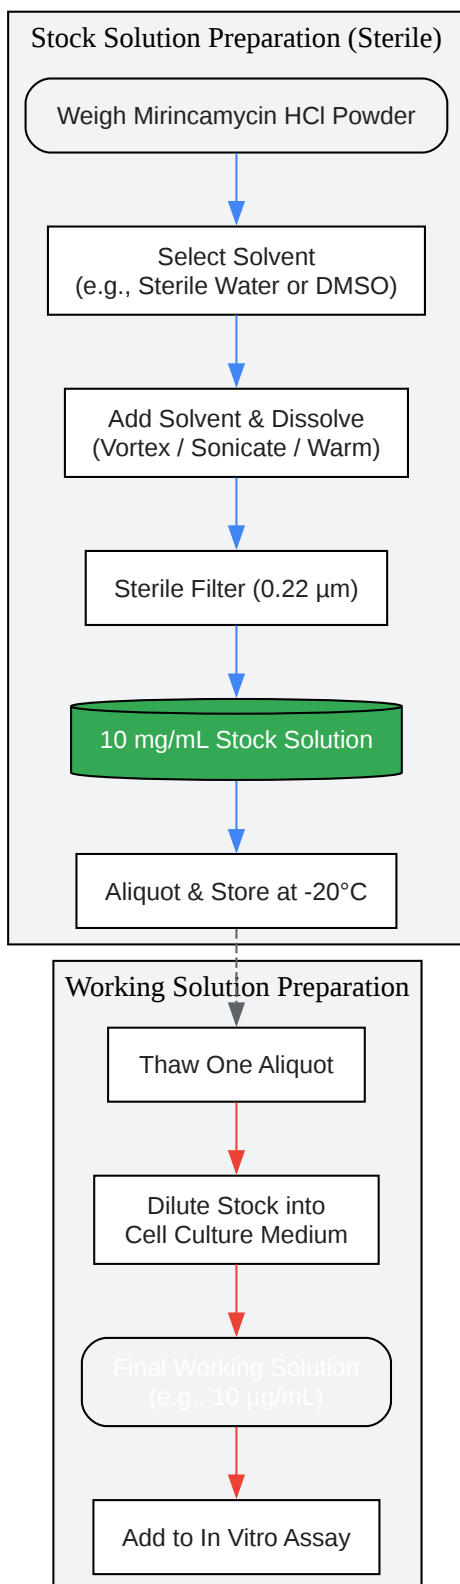 Stock Solution Preparation (Sterile)
Weigh Mirincamycin HCl Powder
Select Solvent
(e.g., Sterile Water or DMSO)
Add Solvent & Dissolve
(Vortex / Sonicate / Warm)
Sterile Filter (0.22 µm)
10 mg/mL Stock Solution
Aliquot & Store at -20°C
Working Solution Preparation
Thaw One Aliquot
Dilute Stock into
Cell Culture Medium
Final Working Solution
(e.g., 10 µg/mL)
Add to In Vitro Assay